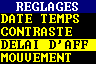 REGLAGES
DATE TEMPS
CONTRASTE
DELAI D'AFF
MOUVEMENT